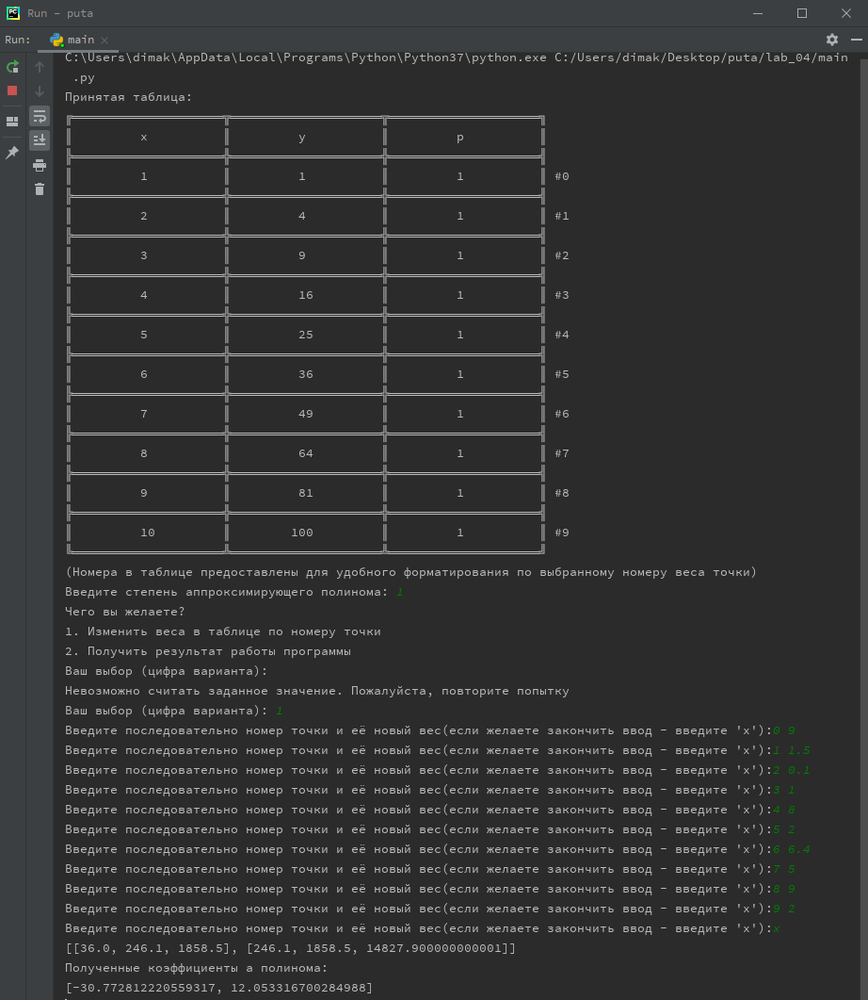 Run - puta
Run: main
C:\Users\dimak\AppData\Local\Programs\Python\Python37\python.exe C:/Users/dimak/Desktop/puta/lab_04/main
.py
Принятая таблица:
x y p
1 1 1 #0
2 4 1 #1
3 9 1 #2
4 16 1 #3
5 25 1 #4
6 36 1 #5
7 49 1 #6
8 64 1 #7
9 81 1 #8
10 100 1 #9
(Номера в таблице предоставлены для удобного форматирования по выбранному номеру веса точки)
Введите степень аппроксимирующего полинома: 1
Чего вы желаете?
1. Изменить веса в таблице по номеру точки
2. Получить результат работы программы
Ваш выбор (цифра варианта):
Невозможно считать заданное значение. Пожалуйста, повторите попытку
Ваш выбор (цифра варианта): 1
Введите последовательно номер точки и её новый вес(если желаете закончить ввод - введите 'x'):0 9
Введите последовательно номер точки и её новый вес(если желаете закончить ввод - введите 'x'):1 1.5
Введите последовательно номер точки и её новый вес(если желаете закончить ввод - введите 'x'):2 0.1
Введите последовательно номер точки и её новый вес(если желаете закончить ввод - введите 'x'):3 1
Введите последовательно номер точки и её новый вес(если желаете закончить ввод - введите 'x'):4 8
Введите последовательно номер точки и её новый вес(если желаете закончить ввод - введите 'x'):5 2
Введите последовательно номер точки и её новый вес(если желаете закончить ввод - введите 'x'):6 6.4
Введите последовательно номер точки и её новый вес(если желаете закончить ввод - введите 'x'):7 5
Введите последовательно номер точки и её новый вес(если желаете закончить ввод - введите 'x'):8 9
Введите последовательно номер точки и её новый вес(если желаете закончить ввод - введите 'x'):9 2
Введите последовательно номер точки и её новый вес(если желаете закончить ввод - введите 'x'):x
[[36.0, 246.1, 1858.5], [246.1, 1858.5, 14827.900000000001]]
Полученные коэффициенты a полинома:
[-30.772812220559317, 12.053316700284988]